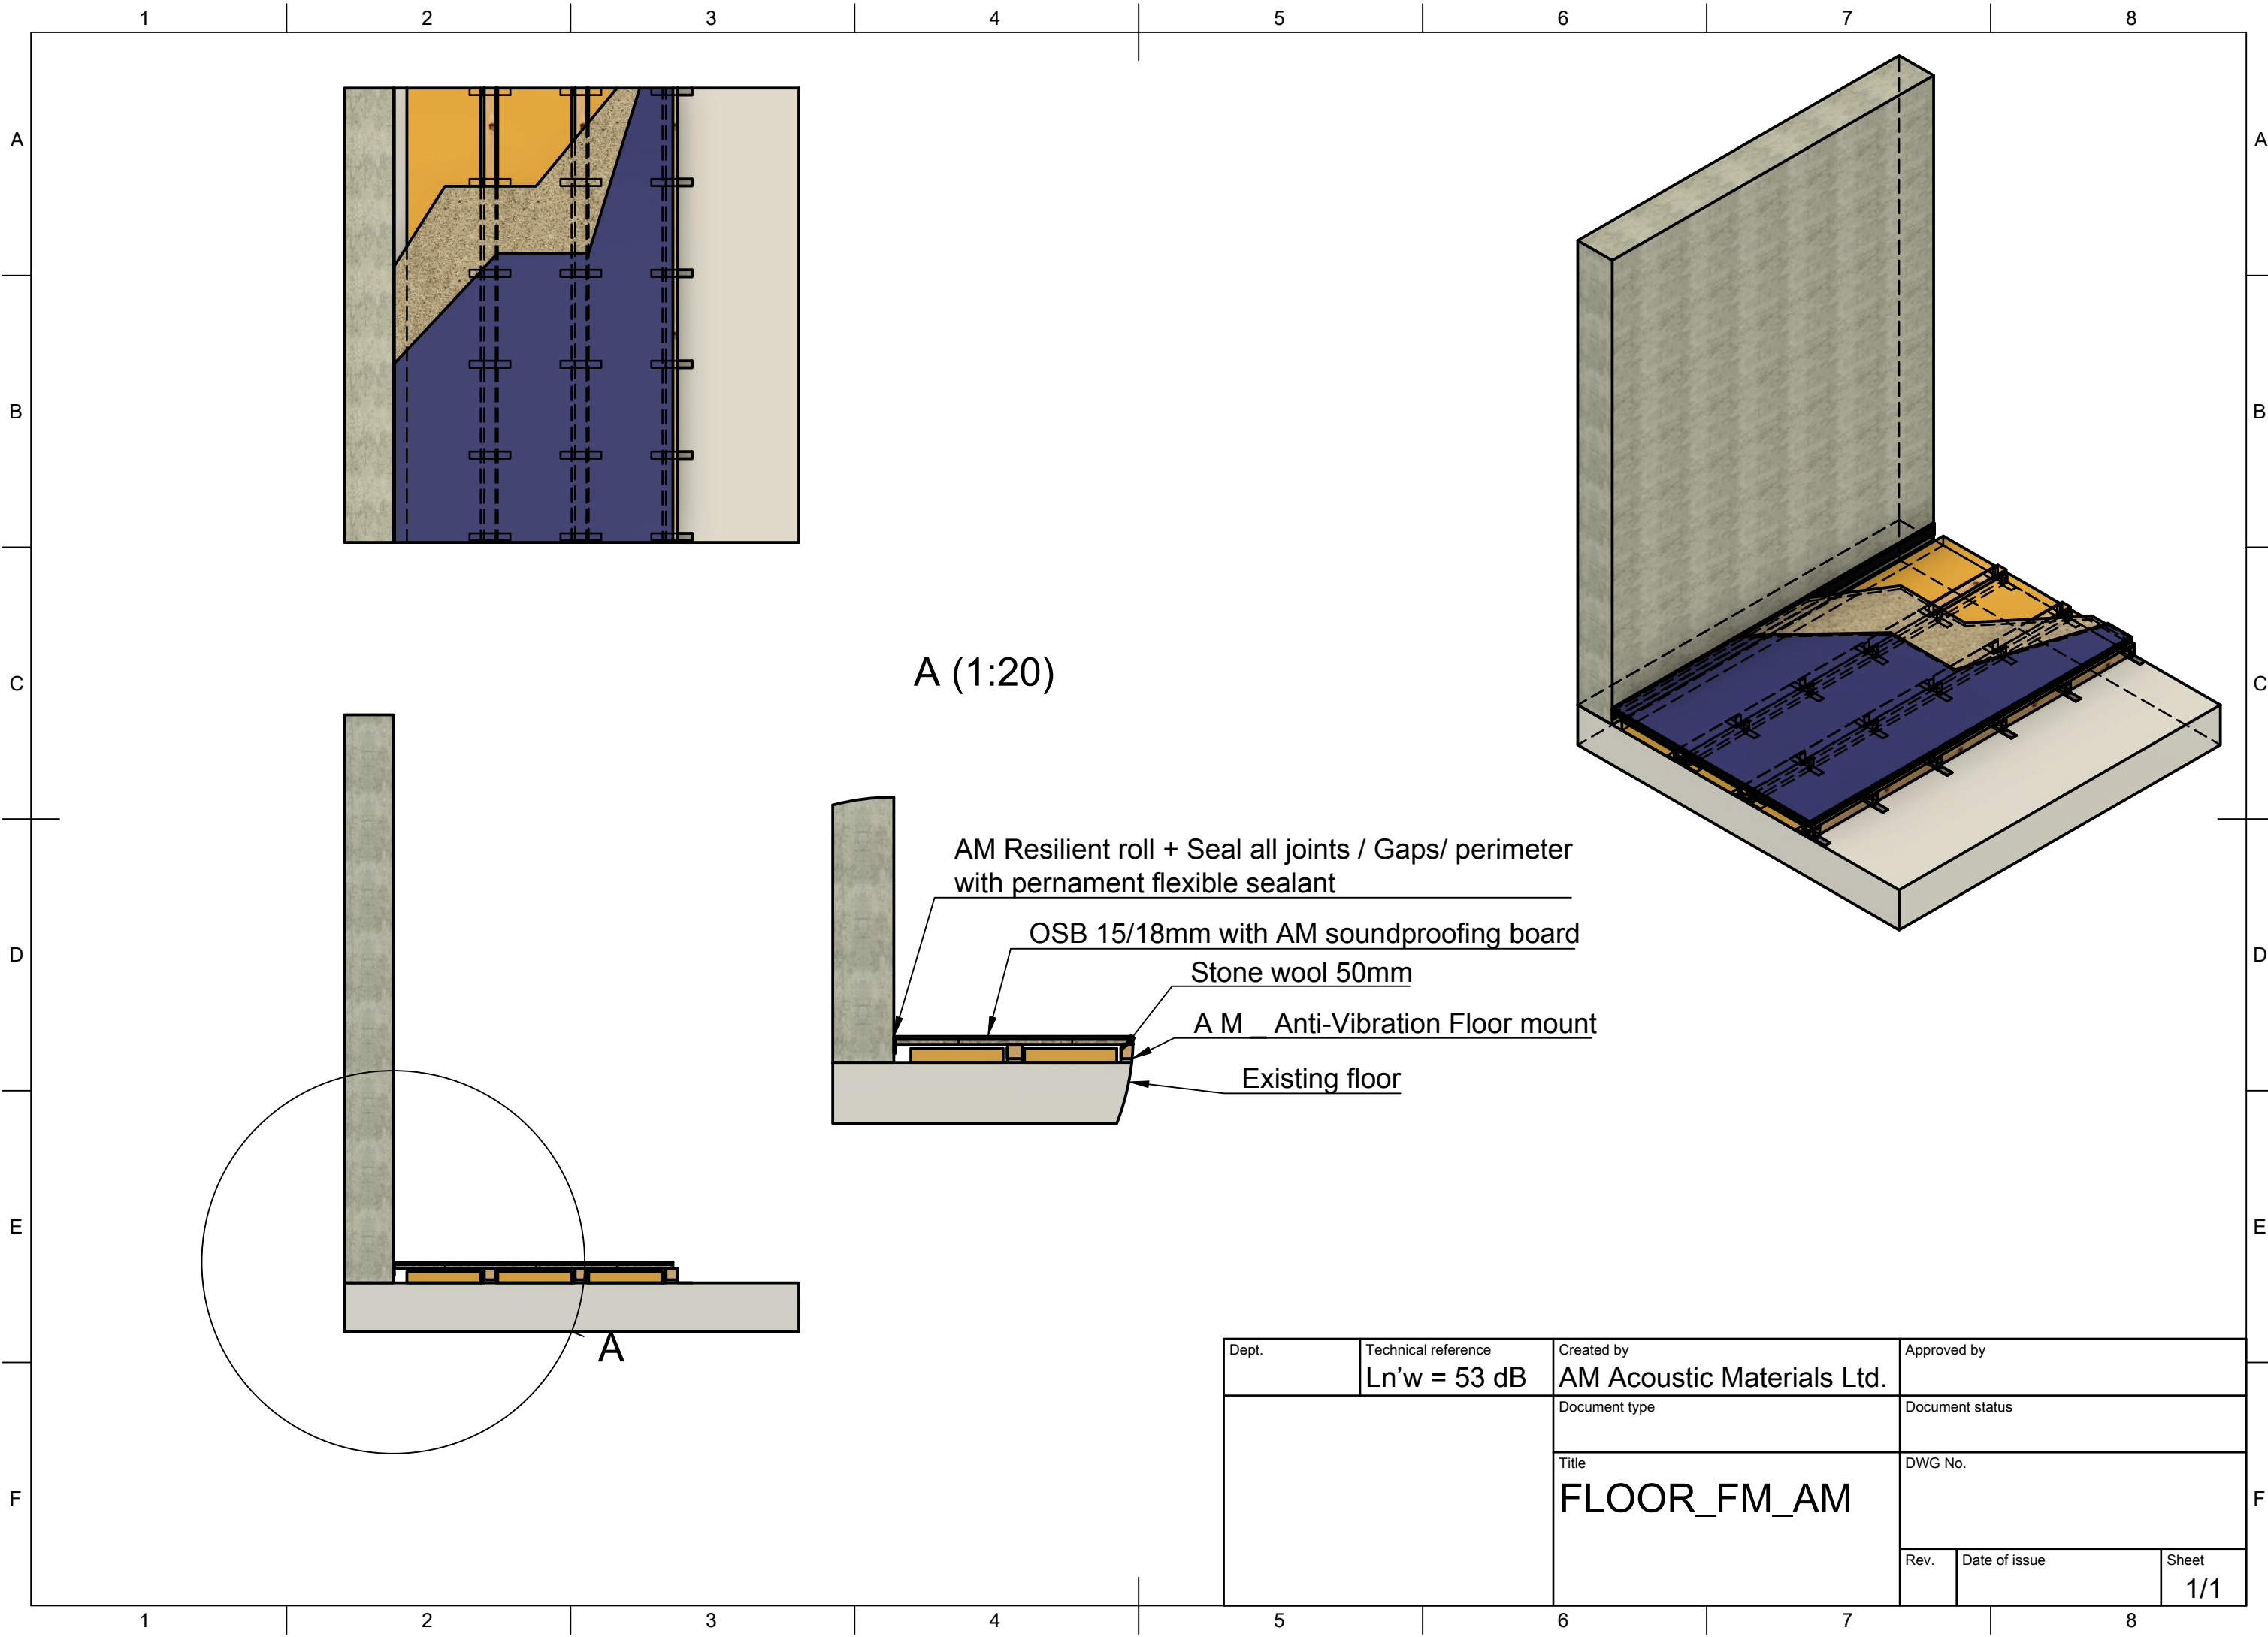 1 2 3 4 5 6 7 8
A A
B B
C C
D D
E E
F F
A (1:20)
AM Resilient roll + Seal all joints / Gaps/ perimeter
with pernament flexible sealant
OSB 15/18mm with AM soundproofing board
Stone wool 50mm
A M _ Anti-Vibration Floor mount
Existing floor
A
Dept.
Technical reference
Ln’w = 53 dB
Created by
AM Acoustic Materials Ltd.
Approved by
Document type
Document status
Title
FLOOR_FM_AM
DWG No.
Rev.
Date of issue
Sheet
1/1
1 2 3 4 5 6 7 8